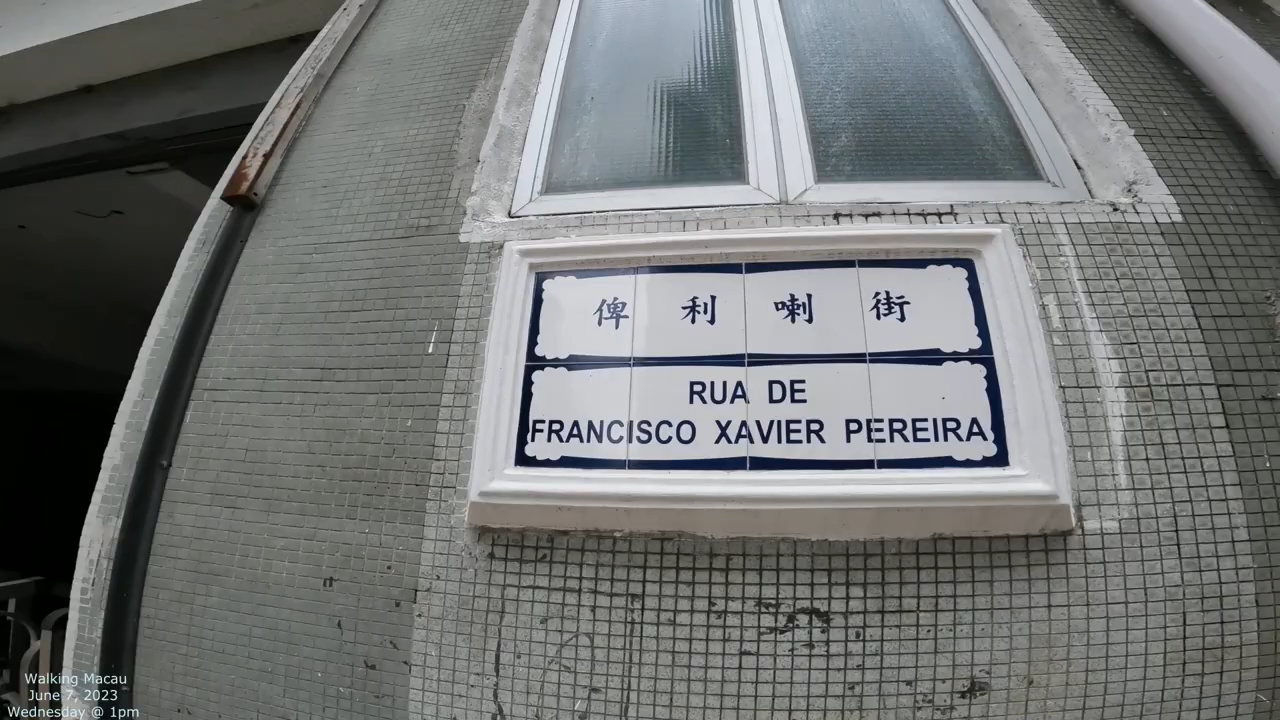 俾利喇街
RUA DE
FRANCISCO XAVIER PEREIRA
Walking Macau
June 7, 2023
Wednesday @ 1pm